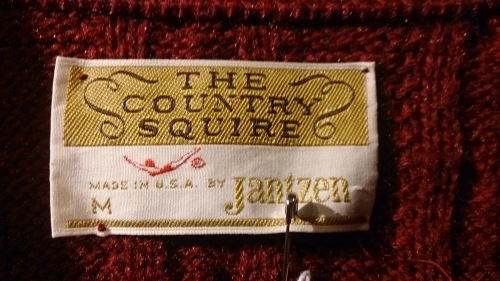 THE
COUNTRY
SQUIRE
MADE IN U.S.A. BY Jantzen
M